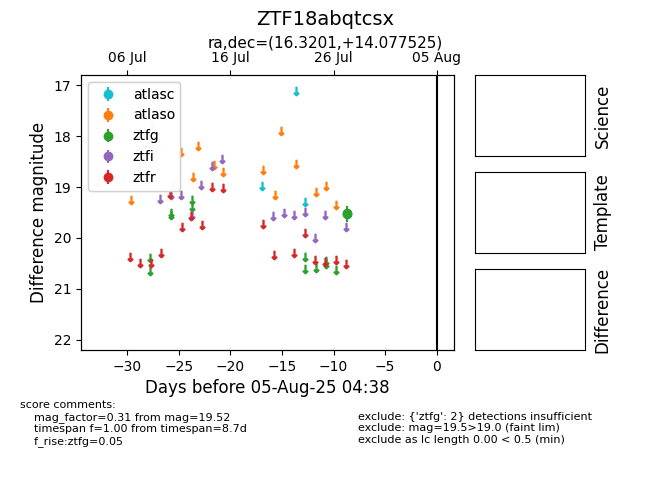 ZTF18abqtcsx
ra,dec=(16.3201,+14.077525)
06 Jul
16 Jul
26 Jul
05 Aug
17
18
19
20
21
22
Difference magnitude
atlasc
atlaso
ztfg
ztfi
ztfr
−30
−25
−20
−15
−10
−5
0
Days before 05-Aug-25 04:38
Science
Template
Difference
score comments:
mag_factor=0.31 from mag=19.52
timespan f=1.00 from timespan=8.7d
f_rise:ztfg=0.05
exclude: {'ztfg': 2} detections insufficient
exclude: mag=19.5>19.0 (faint lim)
exclude as lc length 0.00 < 0.5 (min)